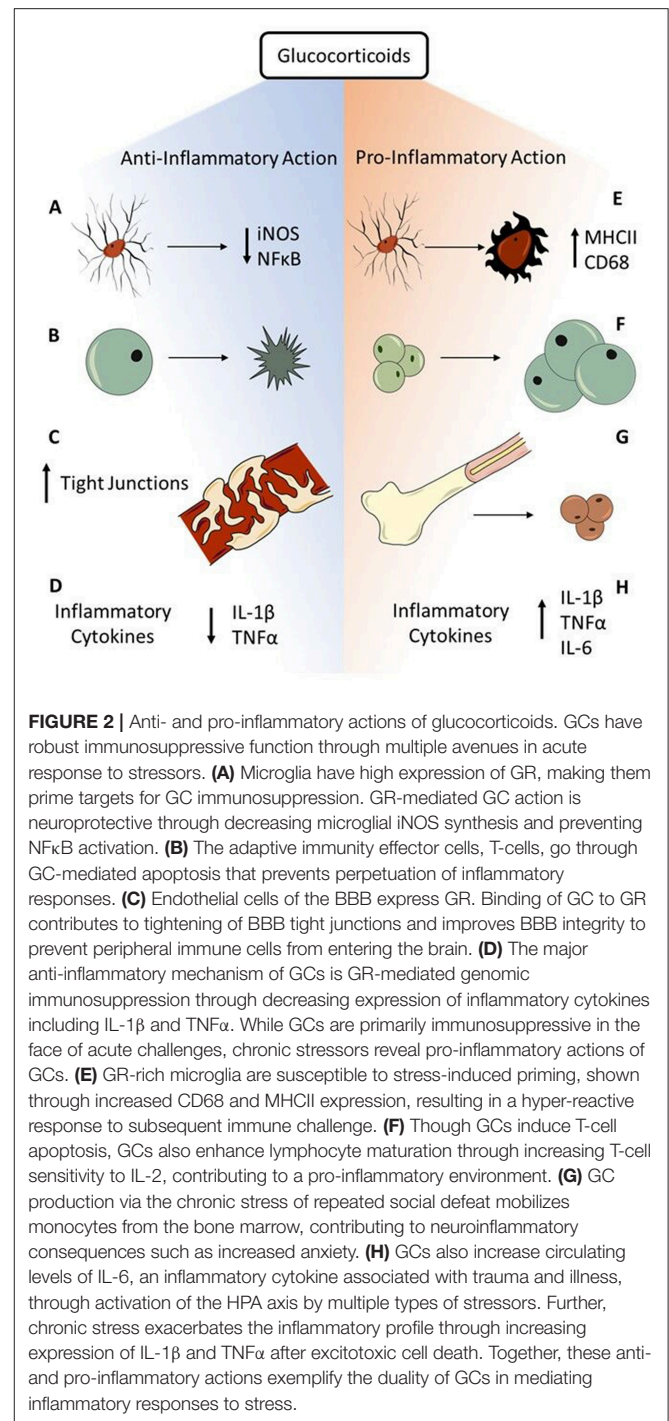 Glucocorticoids
Anti-Inflammatory Action
Pro-Inflammatory Action
A
iNOS
NFκB
E
MHCII
CD68
B
F
C
Tight Junctions
G
D
Inflammatory
Cytokines
IL-1β
TNFα
H
Inflammatory
Cytokines
IL-1β
TNFα
IL-6
FIGURE 2 | Anti- and pro-inflammatory actions of glucocorticoids. GCs have
robust immunosuppressive function through multiple avenues in acute
response to stressors. (A) Microglia have high expression of GR, making them
prime targets for GC immunosuppression. GR-mediated GC action is
neuroprotective through decreasing microglial iNOS synthesis and preventing
NFκB activation. (B) The adaptive immunity effector cells, T-cells, go through
GC-mediated apoptosis that prevents perpetuation of inflammatory
responses. (C) Endothelial cells of the BBB express GR. Binding of GC to GR
contributes to tightening of BBB tight junctions and improves BBB integrity to
prevent peripheral immune cells from entering the brain. (D) The major
anti-inflammatory mechanism of GCs is GR-mediated genomic
immunosuppression through decreasing expression of inflammatory cytokines
including IL-1β and TNFα. While GCs are primarily immunosuppressive in the
face of acute challenges, chronic stressors reveal pro-inflammatory actions of
GCs. (E) GR-rich microglia are susceptible to stress-induced priming, shown
through increased CD68 and MHCII expression, resulting in a hyper-reactive
response to subsequent immune challenge. (F) Though GCs induce T-cell
apoptosis, GCs also enhance lymphocyte maturation through increasing T-cell
sensitivity to IL-2, contributing to a pro-inflammatory environment. (G) GC
production via the chronic stress of repeated social defeat mobilizes
monocytes from the bone marrow, contributing to neuroinflammatory
consequences such as increased anxiety. (H) GCs also increase circulating
levels of IL-6, an inflammatory cytokine associated with trauma and illness,
through activation of the HPA axis by multiple types of stressors. Further,
chronic stress exacerbates the inflammatory profile through increasing
expression of IL-1β and TNFα after excitotoxic cell death. Together, these anti-
and pro-inflammatory actions exemplify the duality of GCs in mediating
inflammatory responses to stress.